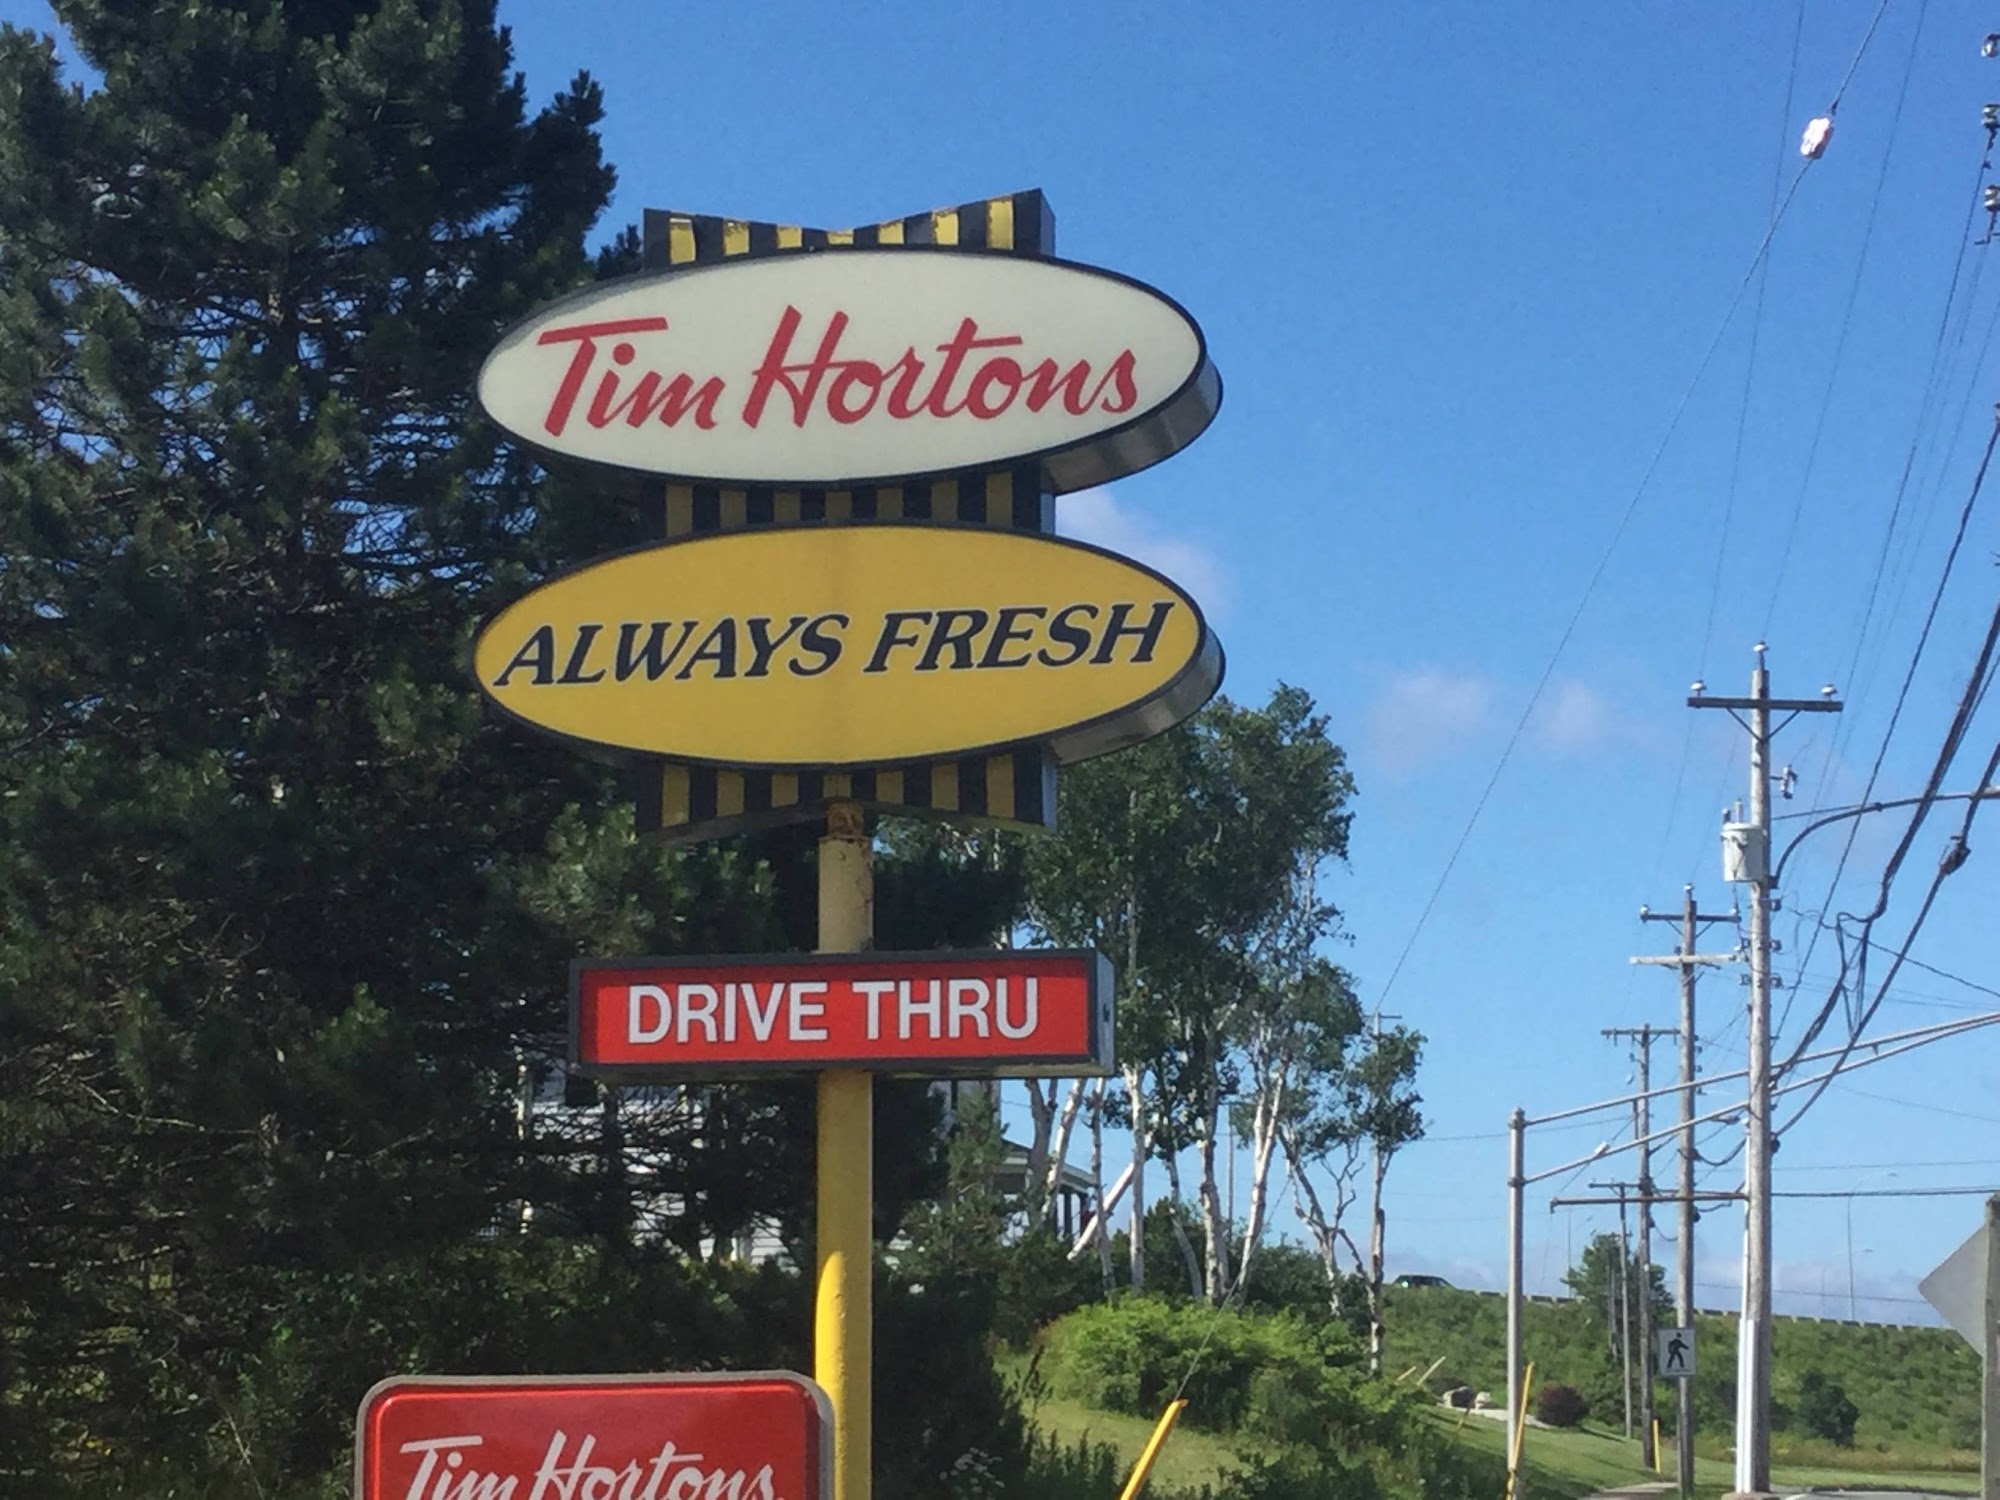 Tim Hortons
ALWAYS FRESH
DRIVE THRU
Tim Hortons